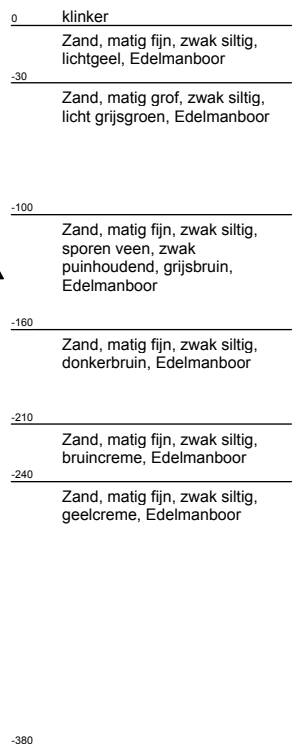 0 klinker
Zand, matig fijn, zwak siltig,
lichtgeel, Edelmanboor
-30
Zand, matig grof, zwak siltig,
licht grijsgroen, Edelmanboor
-100
Zand, matig fijn, zwak siltig,
sporen veen, zwak
puinhoudend, grijsbruin,
Edelmanboor
-160
Zand, matig fijn, zwak siltig,
donkerbruin, Edelmanboor
-210
Zand, matig fijn, zwak siltig,
bruincreme, Edelmanboor
-240
Zand, matig fijn, zwak siltig,
geelcreme, Edelmanboor
-380